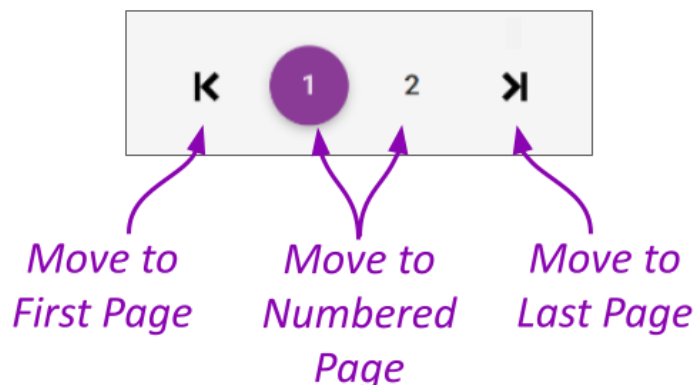 1 2
Move to
First Page
Move to
Numbered
Page
Move to
Last Page